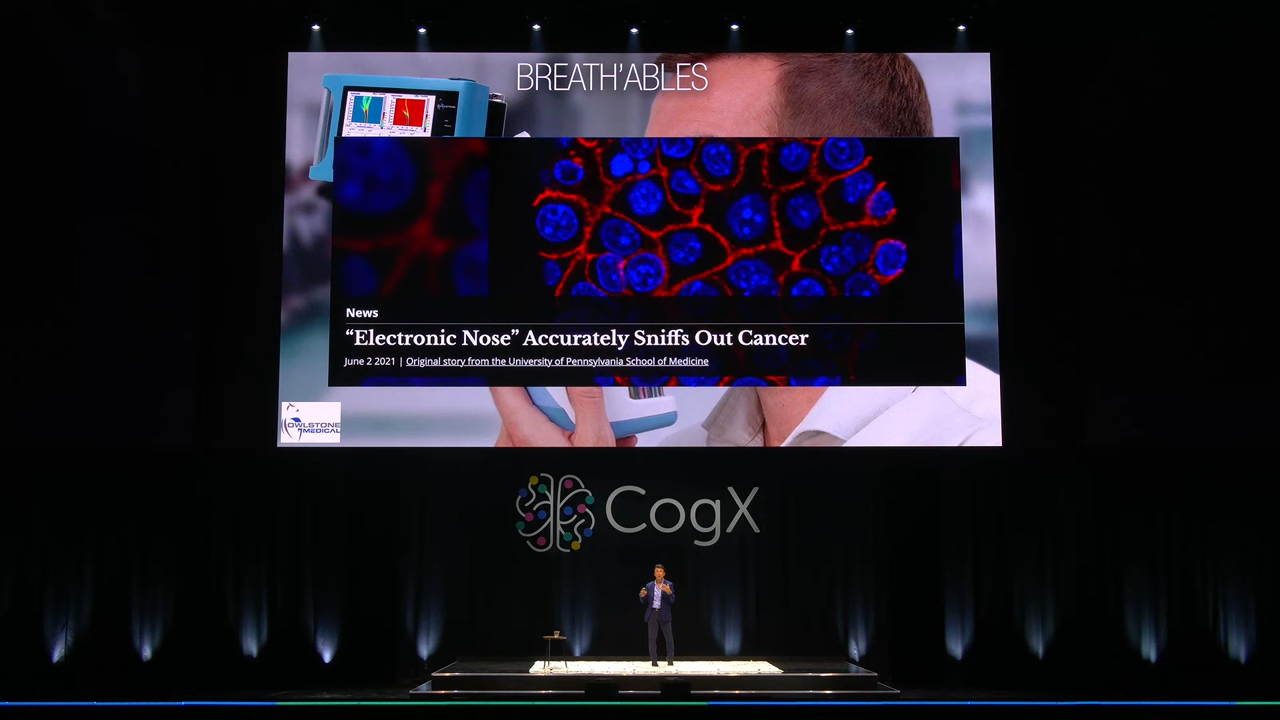 BREATH'ABLES
News
“Electronic Nose” Accurately Sniffs Out Cancer
June 2 2021 | Original story from the University of Pennsylvania School of Medicine
OWLSTONE
MEDICAL
CogX